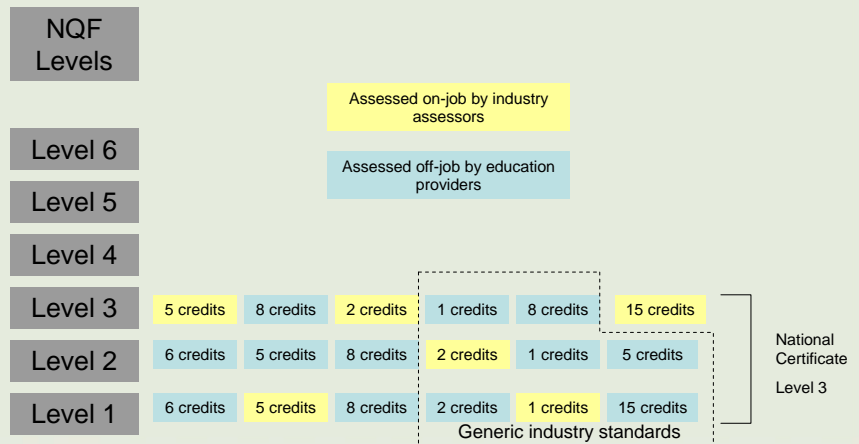 NQF
Levels
Assessed on-job by industry
assessors
Level 6
Assessed off-job by education
providers
Level 5
Level 4
Level 3
5 credits
8 credits
2 credits
1 credits
8 credits
15 credits
Level 2
6 credits
5 credits
8 credits
2 credits
1 credits
5 credits
National
Certificate
Level 3
Level 1
6 credits
5 credits
8 credits
2 credits
1 credits
15 credits
Generic industry standards